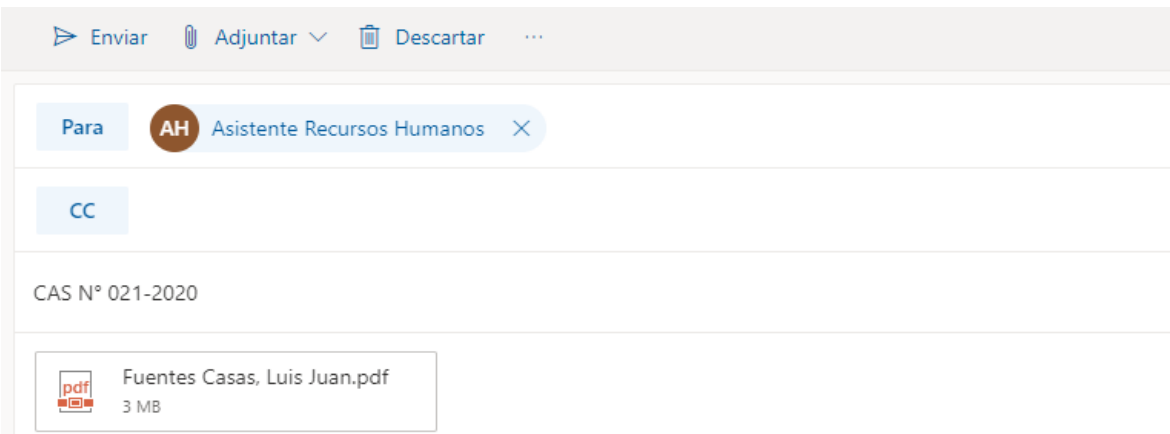 Enviar Adjuntar Descartar ...
Para AH Asistente Recursos Humanos
CC
CAS N° 021-2020
pdf Fuentes Casas, Luis Juan.pdf
3 MB